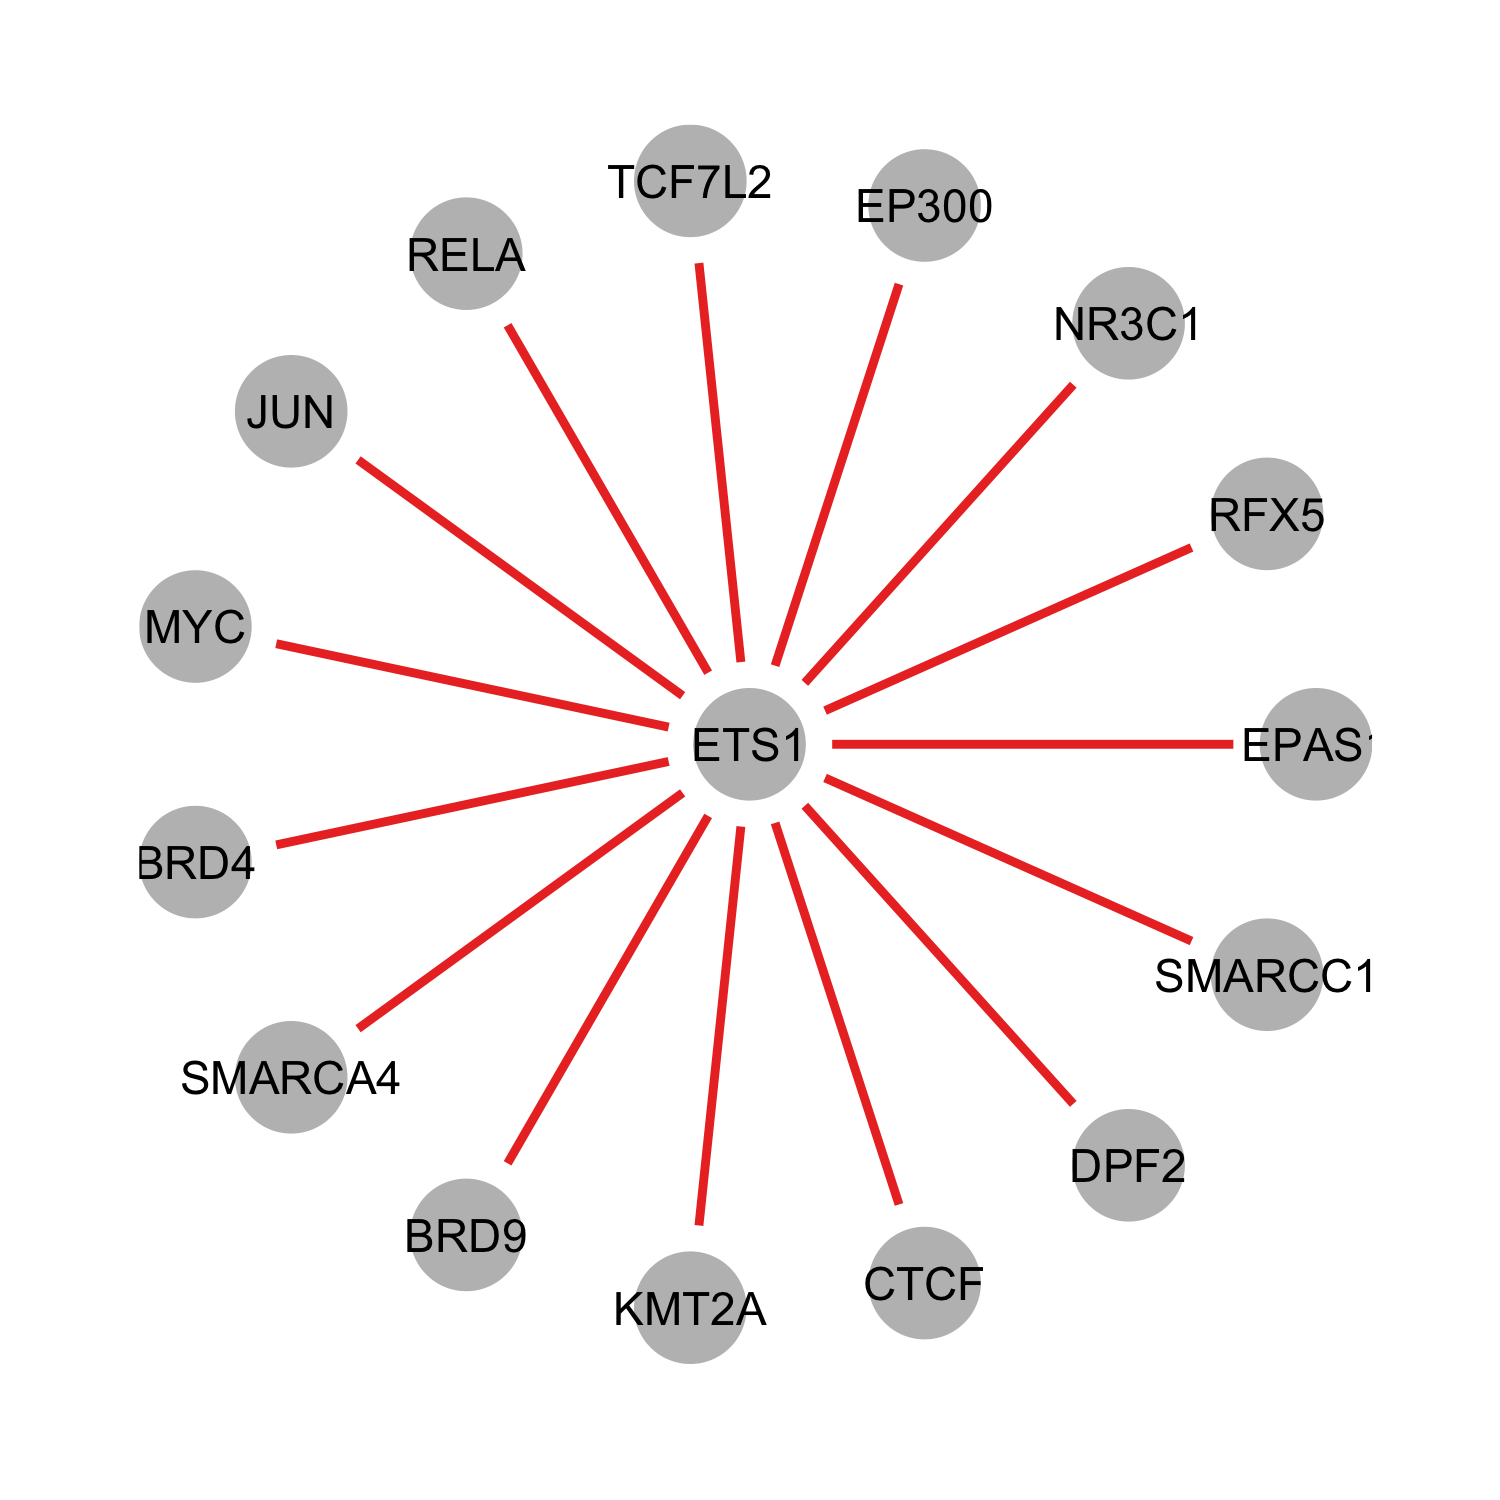 TCF7L2
EP300
RELA
NR3C1
JUN
RFX5
MYC
ETS1
EPAS1
BRD4
SMARCC1
SMARCA4
DPF2
BRD9
CTCF
KMT2A